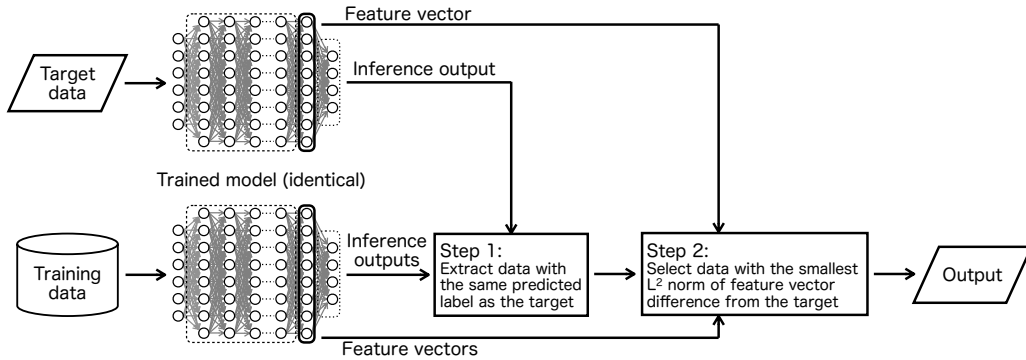 Feature vector
Target
data
Inference output
Trained model (identical)
Training
data
Inference
outputs
Step 1:
Extract data with
the same predicted
label as the target
Step 2:
Select data with the smallest
L² norm of feature vector
difference from the target
Output
Feature vectors